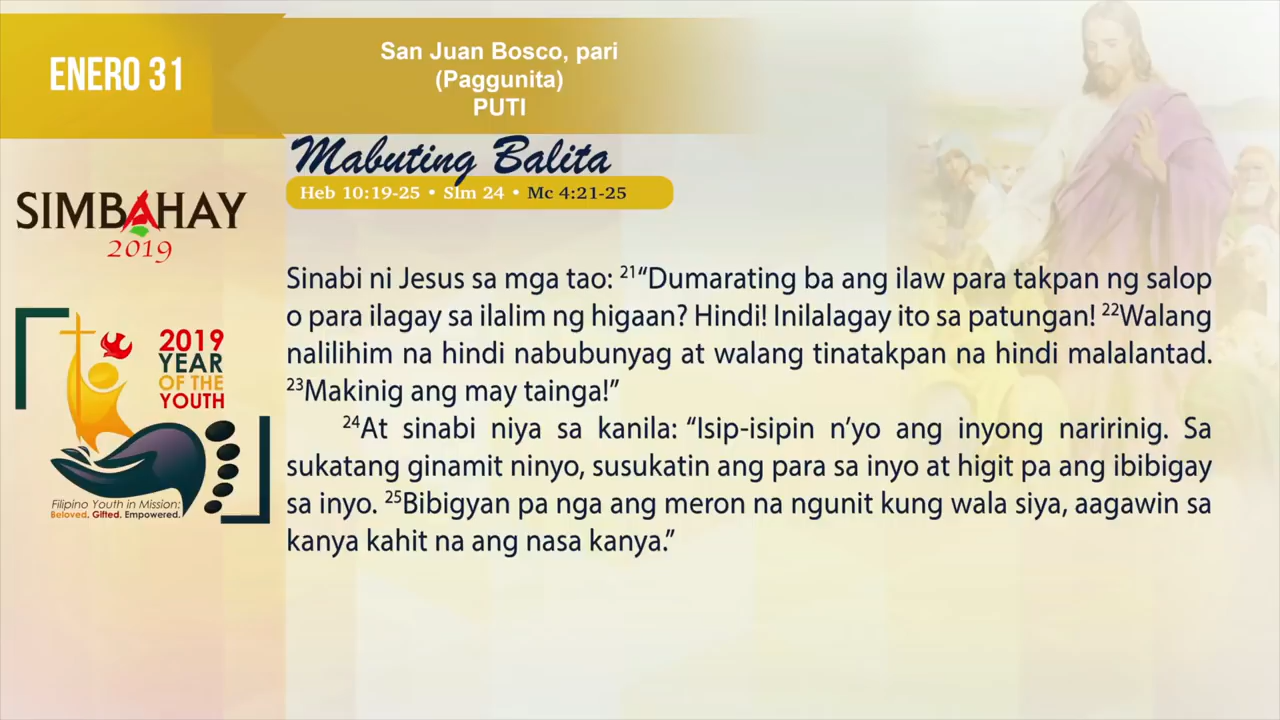 ENERO 31
San Juan Bosco, pari
(Paggunita)
PUTI
Mabuting Balita
Heb 10:19-25 • Slm 24 • Mc 4:21-25
SIMBAHAY
2019
2019
YEAR
OF THE
YOUTH
Filipino Youth in Mission:
Beloved. Gifted. Empowered.
Sinabi ni Jesus sa mga tao: ²¹“Dumarating ba ang ilaw para takpan ng salop
o para ilagay sa ilalim ng higaan? Hindi! Inilalagay ito sa patungan! ²²Walang
nalilihim na hindi nabubunyag at walang tinatakpan na hindi malalantad.
²³Makinig ang may tainga!”
²⁴At sinabi niya sa kanila: “Isip-isipin n’yo ang inyong naririnig. Sa
sukatang ginamit ninyo, susukatin ang para sa inyo at higit pa ang ibibigay
sa inyo. ²⁵Bibigyan pa nga ang meron na ngunit kung wala siya, aagawin sa
kanya kahit na ang nasa kanya.”